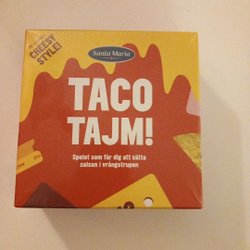 CHEESY
STYLE!
Santa Maria
TACO
TAJM!
Spelet som får dig att sätta
salsan i vrångstrupen